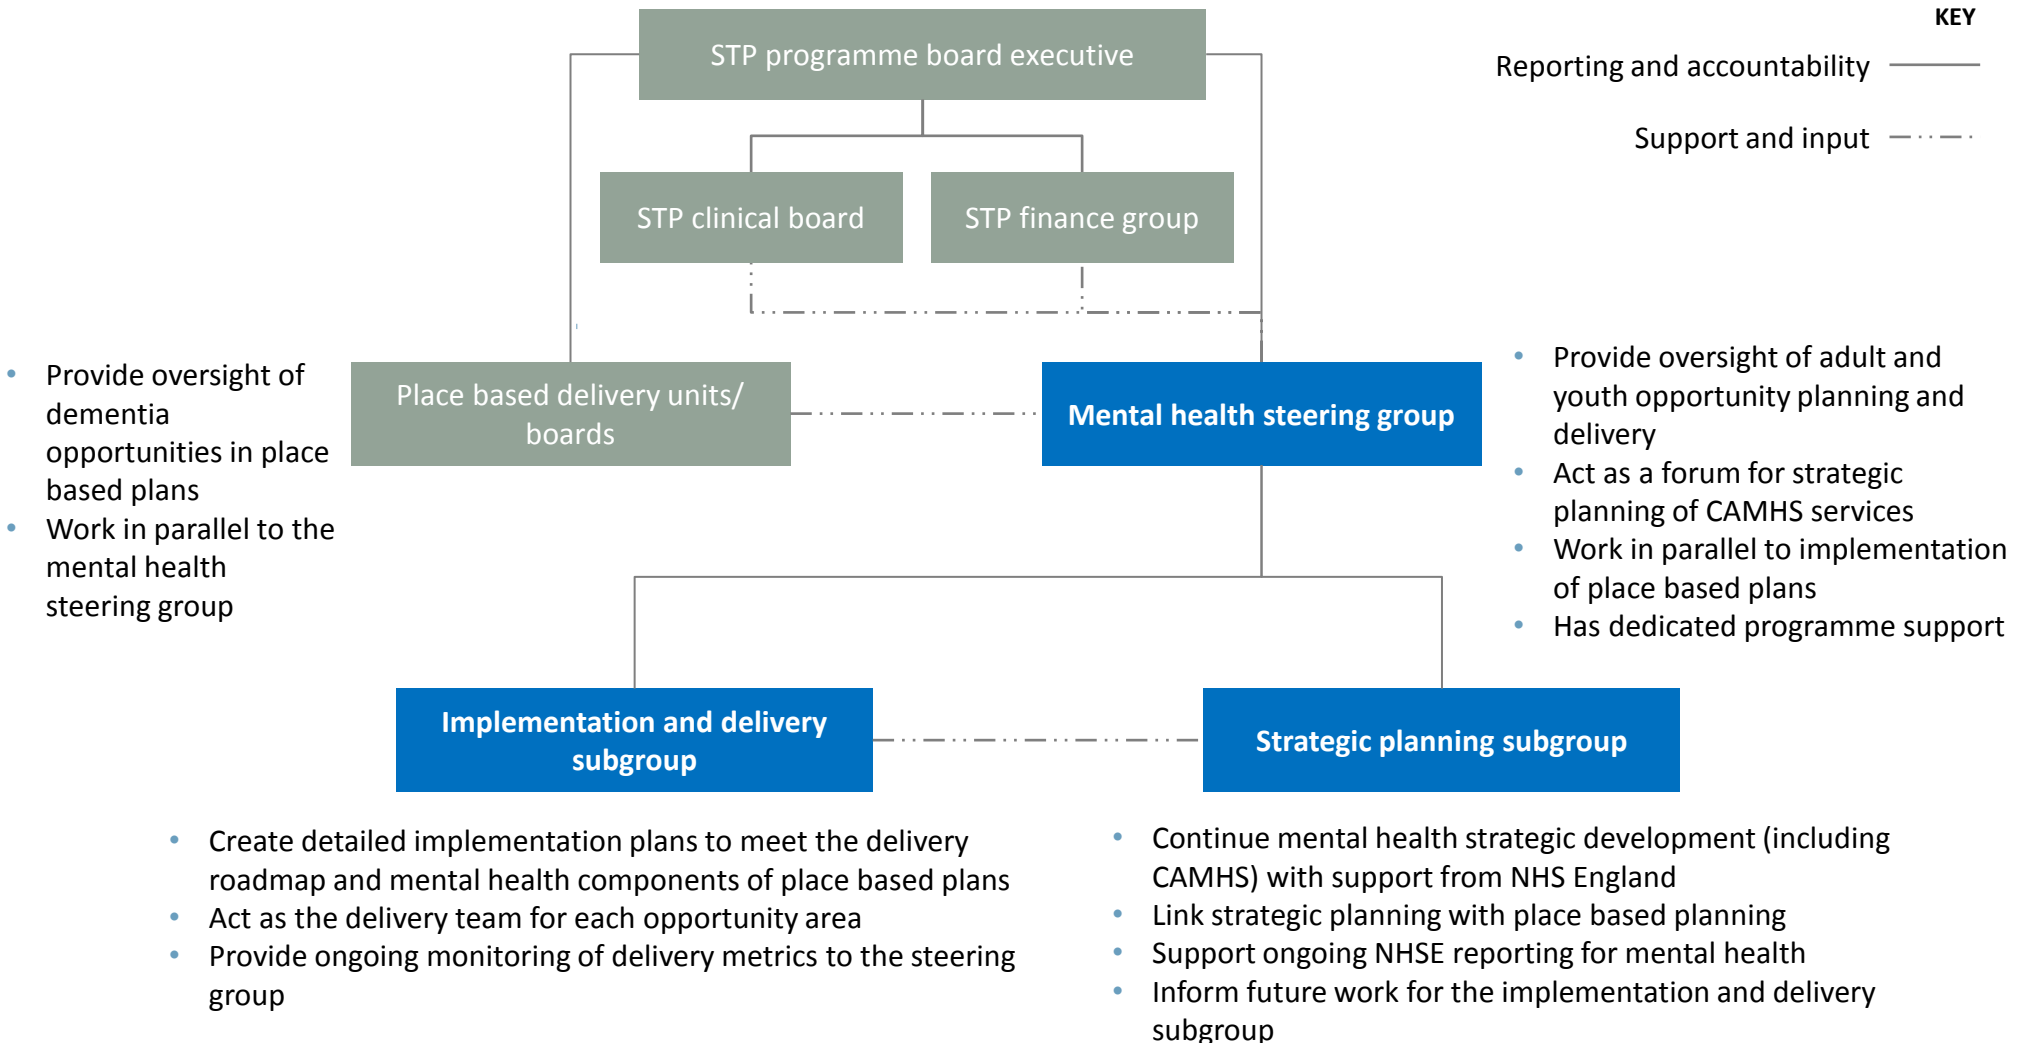 KEY
STP programme board executive
Reporting and accountability
Support and input
STP clinical board
STP finance group
• Provide oversight of
dementia
opportunities in place
based plans
• Work in parallel to the
mental health
steering group
Place based delivery units/
boards
Mental health steering group
• Provide oversight of adult and
youth opportunity planning and
delivery
• Act as a forum for strategic
planning of CAMHS services
• Work in parallel to implementation
of place based plans
• Has dedicated programme support
Implementation and delivery
subgroup
Strategic planning subgroup
• Create detailed implementation plans to meet the delivery
roadmap and mental health components of place based plans
• Act as the delivery team for each opportunity area
• Provide ongoing monitoring of delivery metrics to the steering
group
• Continue mental health strategic development (including
CAMHS) with support from NHS England
• Link strategic planning with place based planning
• Support ongoing NHSE reporting for mental health
• Inform future work for the implementation and delivery
subgroup